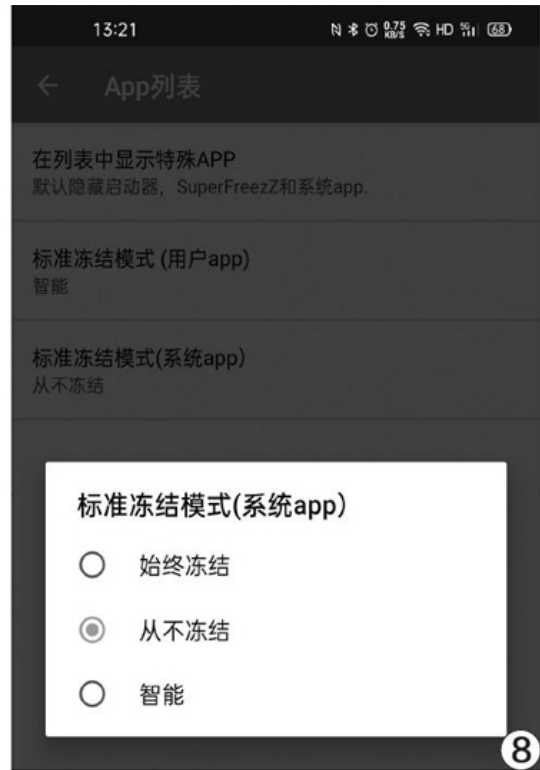 13:21 0.75 KB/S HD 5G 68
App列表
在列表中显示特殊APP
默认隐藏启动器，SuperFreezZ和系统app.
标准冻结模式 (用户app)
智能
标准冻结模式(系统app）
从不冻结
标准冻结模式(系统app）
始终冻结
从不冻结
智能
8